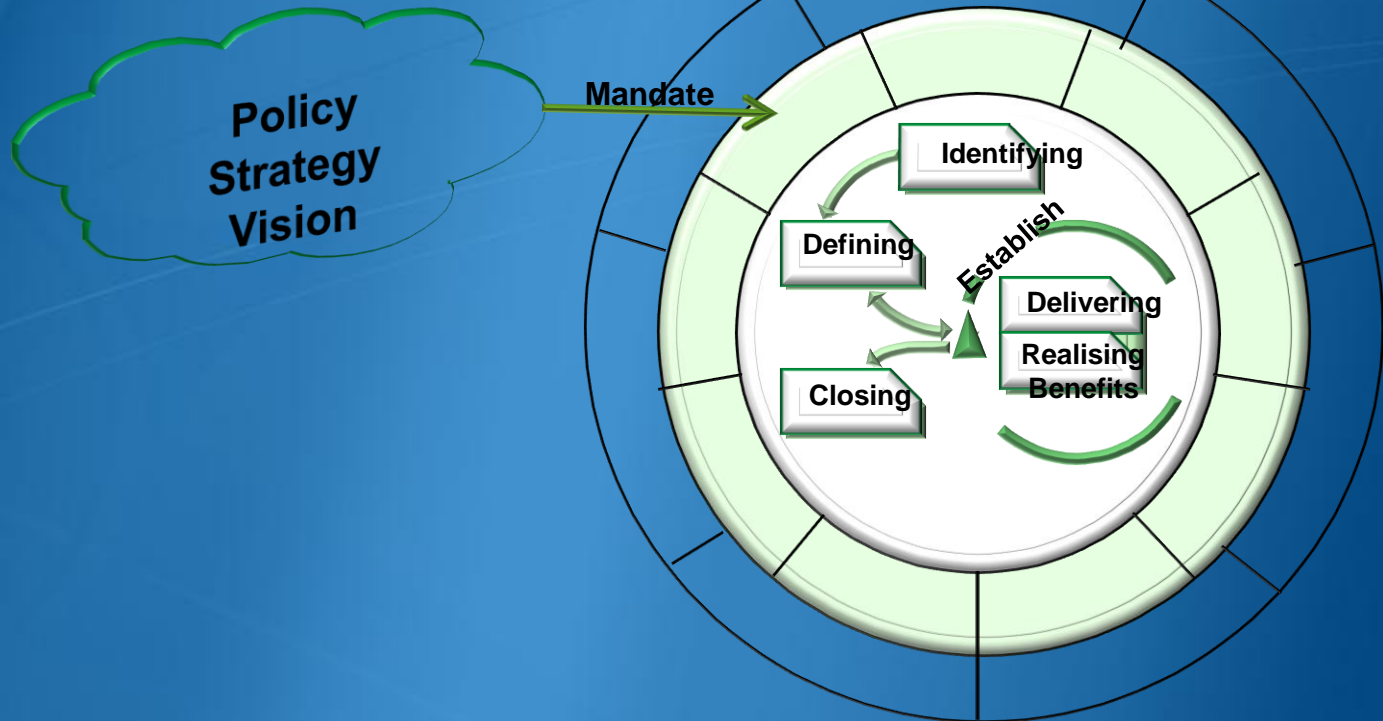 Policy
Strategy
Vision
Mandate
Identifying
Defining
Establish
Delivering
Realising
Benefits
Closing